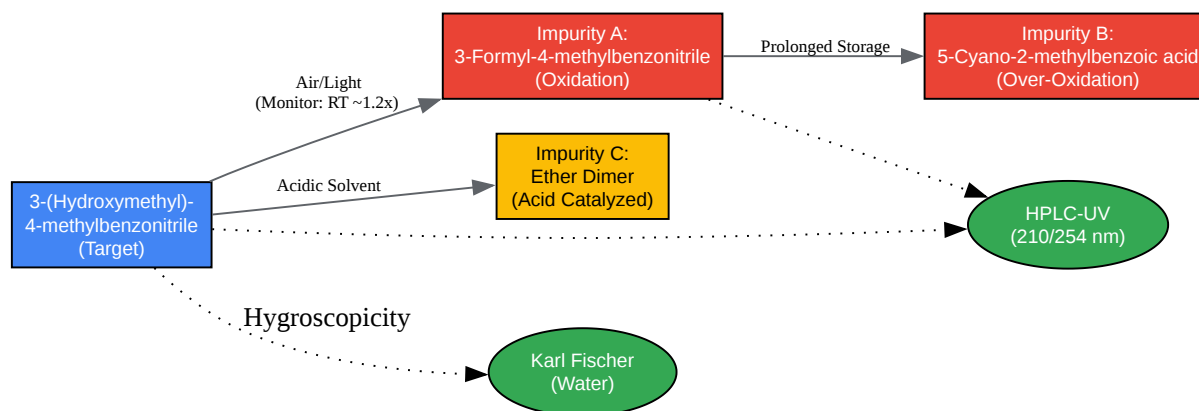 Impurity A:
3-Formyl-4-methylbenzonitrile
(Oxidation)
Prolonged Storage
Impurity B:
5-Cyano-2-methylbenzoic acid
(Over-Oxidation)
Air/Light
(Monitor: RT ~1.2x)
Impurity C:
Ether Dimer
(Acid Catalyzed)
Acidic Solvent
3-(Hydroxymethyl)-
4-methylbenzonitrile
(Target)
HPLC-UV
(210/254 nm)
Hygroscopicity
Karl Fischer
(Water)